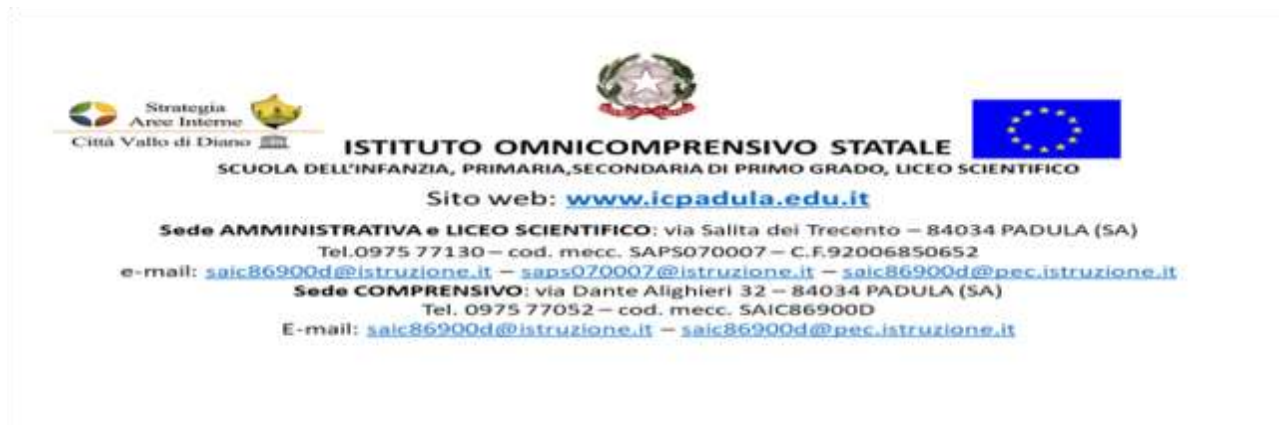 Strategia
Aree Interne
Città Vallo di Diano
ISTITUTO OMNICOMPRENSIVO STATALE
SCUOLA DELL'INFANZIA, PRIMARIA,SECONDARIA DI PRIMO GRADO, LICEO SCIENTIFICO
Sito web: www.icpadula.edu.it
Sede AMMINISTRATIVA e LICEO SCIENTIFICO: via Salita dei Trecento – 84034 PADULA (SA)
Tel.0975 77130 – cod. mecc. SAPS070007 – C.F.92006850652
e-mail: saic86900d@istruzione.it – saps070007@istruzione.it – saic86900d@pec.istruzione.it
Sede COMPRENSIVO: via Dante Alighieri 32 – 84034 PADULA (SA)
Tel. 0975 77052 – cod. mecc. SAIC86900D
E-mail: saic86900d@istruzione.it – saic86900d@pec.istruzione.it